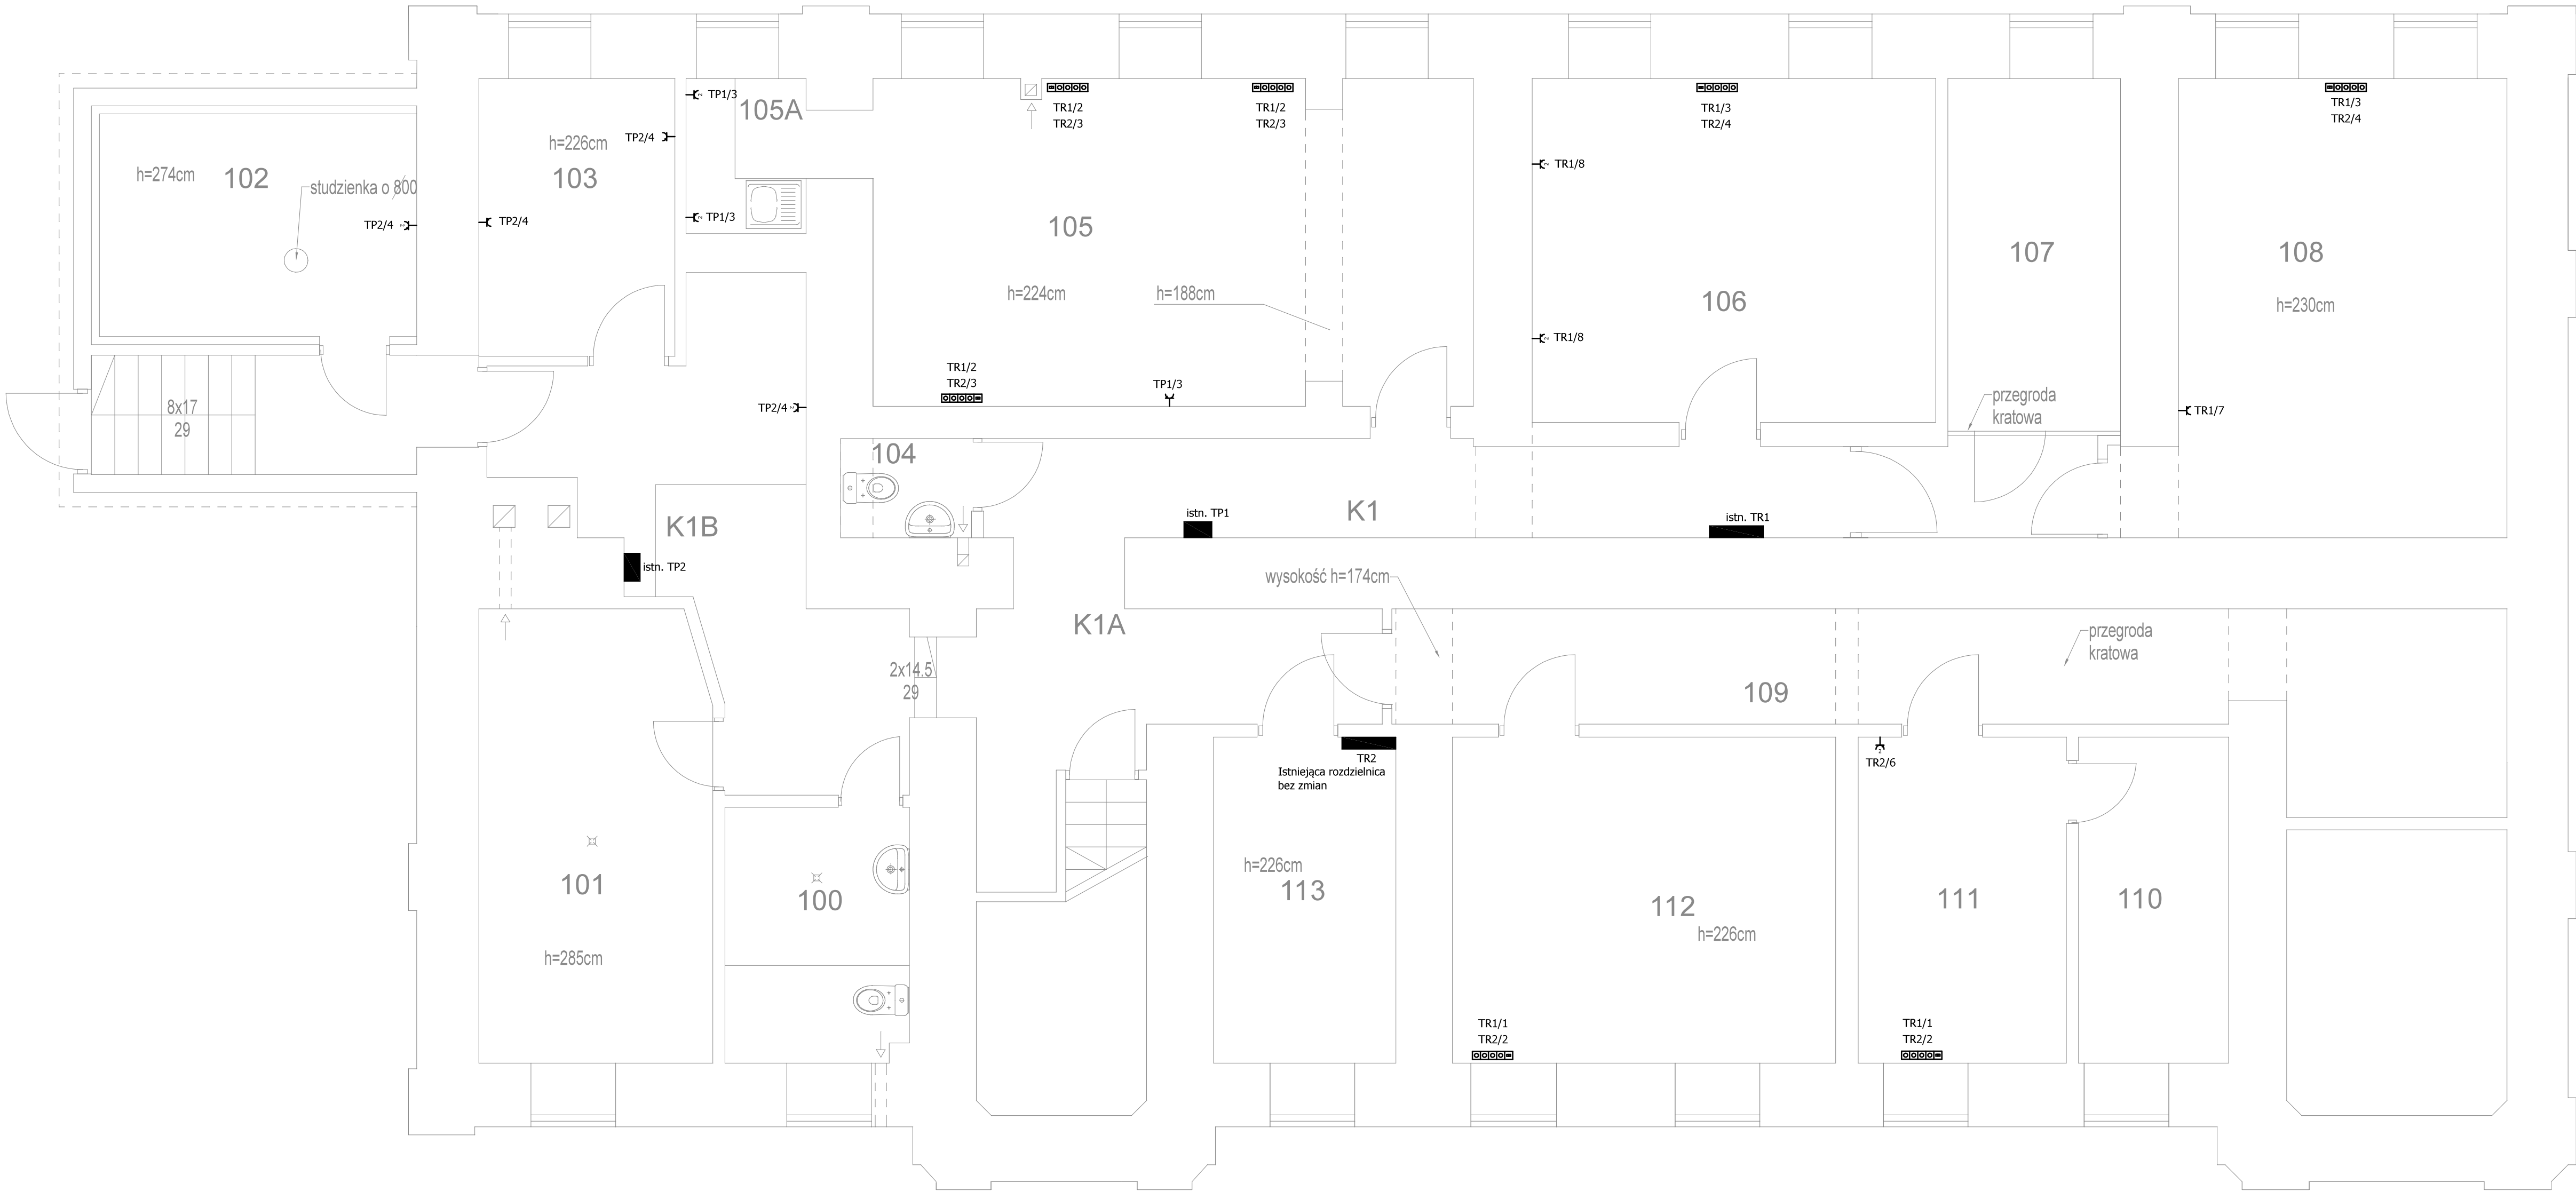 105A
TP1/3
TP2/4
h=226cm
103
h=274cm
102
studzienka o 800
TP2/4
TP2/4
TP1/3
TR1/2
TR2/3
TR1/2
TR2/3
105
h=224cm
h=188cm
TR1/2
TR2/3
TP1/3
TR1/3
TR2/4
TR1/8
106
TR1/8
107
przegroda
kratowa
TR1/3
TR2/4
108
h=230cm
TR1/7
8x17
29
TP2/4
104
K1B
istn. TP2
istn. TP1
K1
istn. TR1
wysokość h=174cm
K1A
przegroda
kratowa
2x14.5
29
109
TR2
Istniejąca rozdzielnica
bez zmian
TR2/6
101
h=285cm
100
h=226cm
113
112
h=226cm
111
110
TR1/1
TR2/2
TR1/1
TR2/2